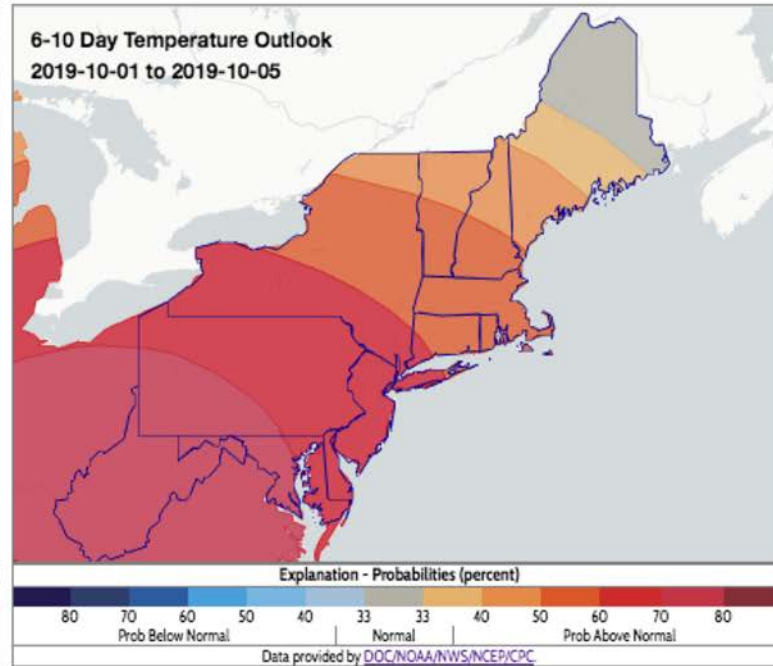 6-10 Day Temperature Outlook
2019-10-01 to 2019-10-05
Explanation - Probabilities (percent)
80 70 60 50 40 33 33 40 50 60 70 80
Prob Below Normal | Normal | Prob Above Normal
Data provided by DOC/NOAA/NWS/NCEP/CPC.